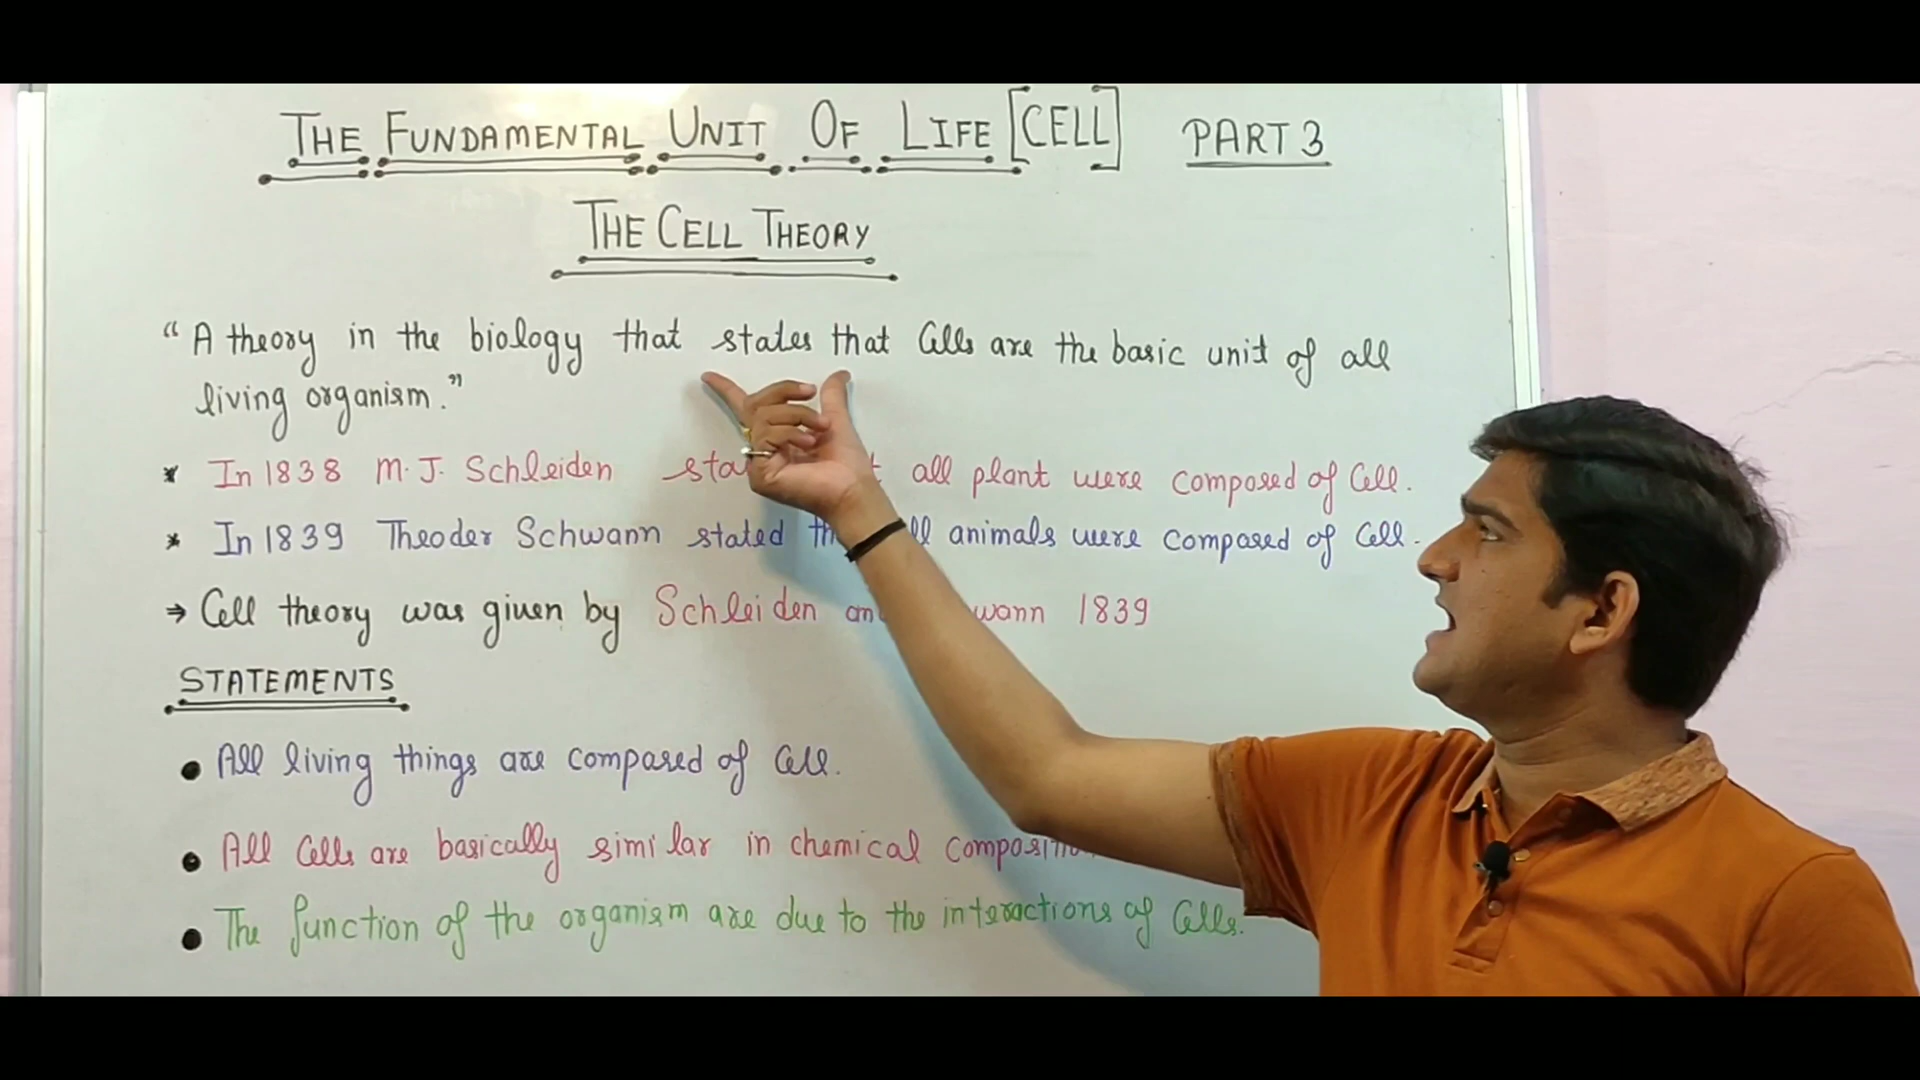 THE FUNDAMENTAL UNIT OF LIFE [CELL] PART 3
THE CELL THEORY
“A theory in the biology that states that Cells are the basic unit of all
living organism.”
* In 1838 M.J. Schleiden all plant were composed of Cell.
* In 1839 Theoder Schwann stated animals were composed of Cell.
⇒ Cell theory was given by Schleiden 1839
STATEMENTS
● All living things are composed of Cell.
● All Cells are basically similar in chemical
● The function of the organism are due to the interactions of Cells.